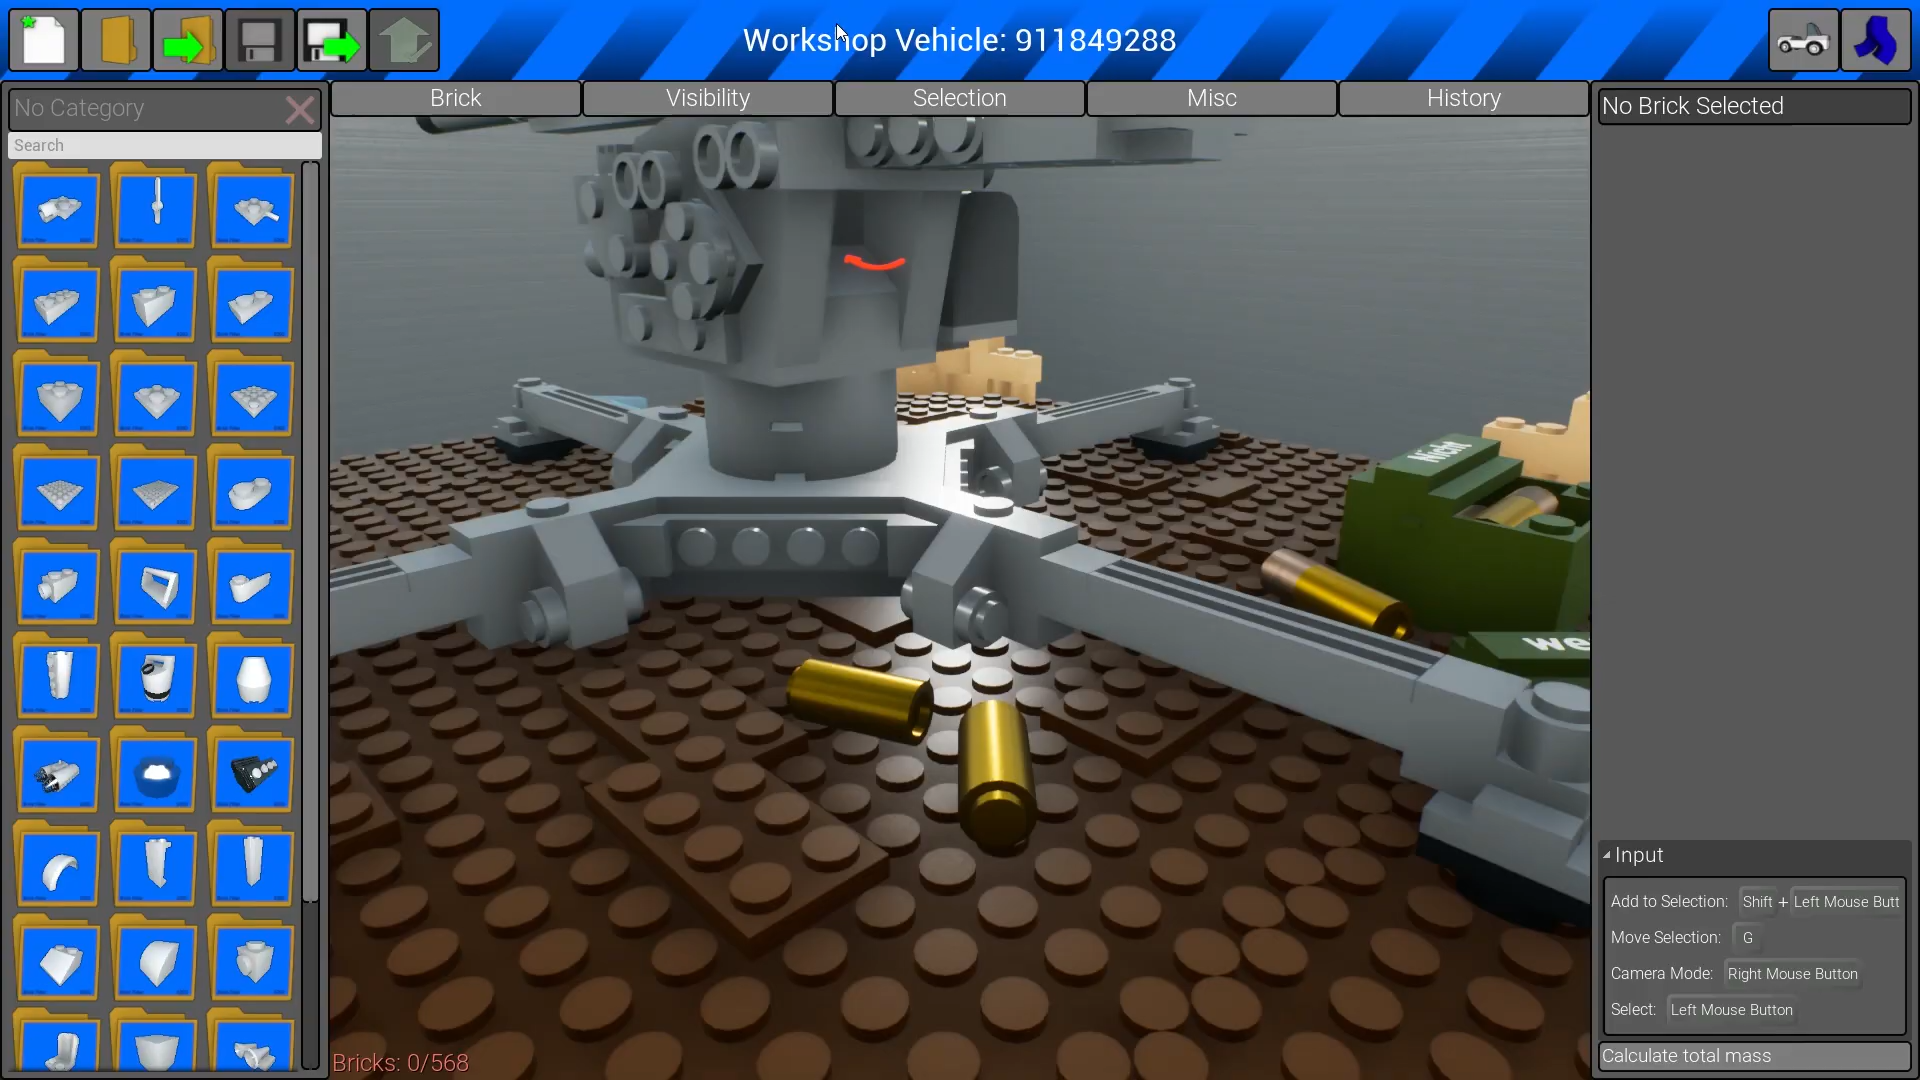 Workshop Vehicle: 911849288
No Category
Search
Brick
Visibility
Selection
Misc
History
No Brick Selected
Nicht
we
Bricks: 0/568
Input
Add to Selection: Shift + Left Mouse Butt
Move Selection: G
Camera Mode: Right Mouse Button
Select: Left Mouse Button
Calculate total mass